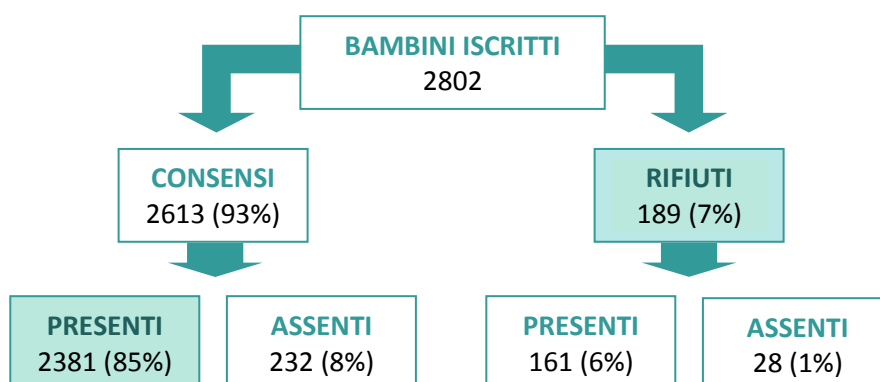 BAMBINI ISCRITTI
2802
CONSENSI
2613 (93%)
RIFIUTI
189 (7%)
PRESENTI
2381 (85%)
ASSENTI
232 (8%)
PRESENTI
161 (6%)
ASSENTI
28 (1%)